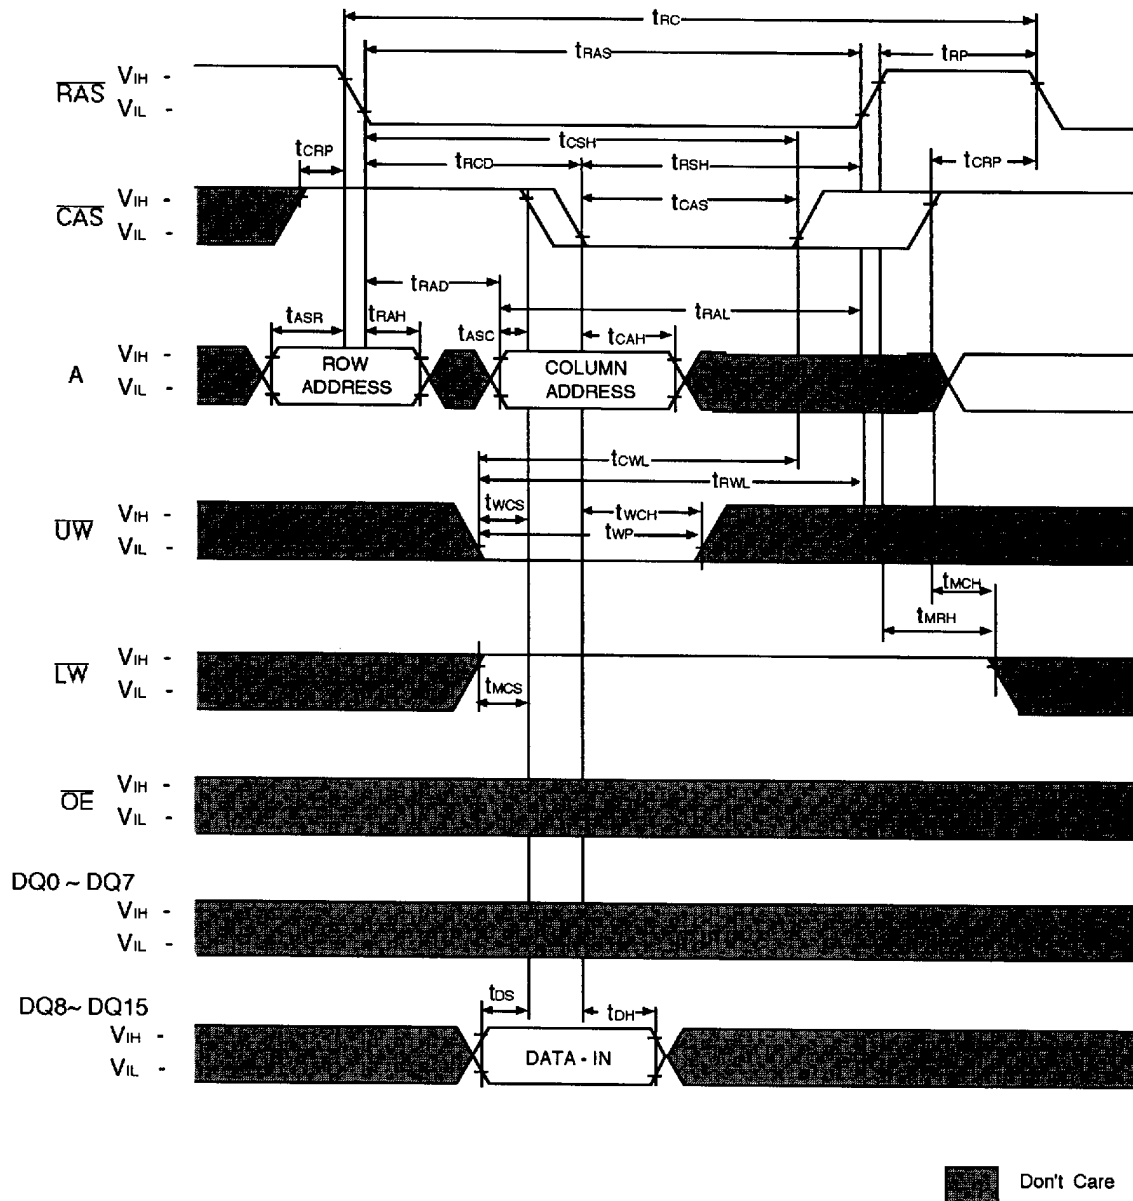 tRC
tRAS
tRP
RAS
VIH -
VIL -
tCSH
tCRP
tRCD
tRSH
tCRP
CAS
VIH -
VIL -
tCAS
tRAD
tRAL
tASR
tRAH
tASC
tCAH
A
VIH -
VIL -
ROW ADDRESS
COLUMN ADDRESS
tCWL
tRWL
UW
VIH -
VIL -
tWCS
tWCH
tWP
tMCH
tMRH
LW
VIH -
VIL -
tMCS
OE
VIH -
VIL -
DQ0 ~ DQ7
VIH -
VIL -
DQ8~ DQ15
VIH -
VIL -
tDS
tDH
DATA - IN
Don't Care